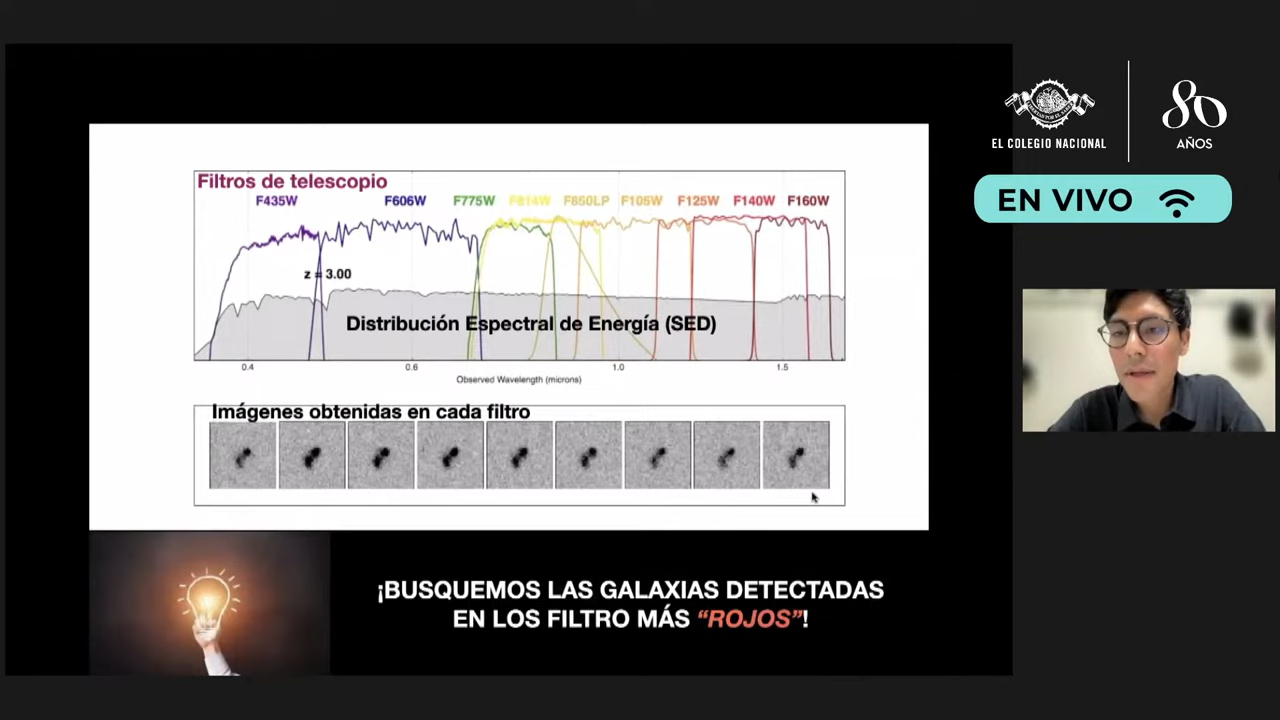 Filtros de telescopio
F435W F606W F775W F814W F850LP F105W F125W F140W F160W
z = 3.00
Distribución Espectral de Energía (SED)
0.4 0.6 1.0 1.5
Observed Wavelength (microns)
Imágenes obtenidas en cada filtro
¡BUSQUEMOS LAS GALAXIAS DETECTADAS
EN LOS FILTRO MÁS “ROJOS”!
EL COLEGIO NACIONAL
80
AÑOS
EN VIVO